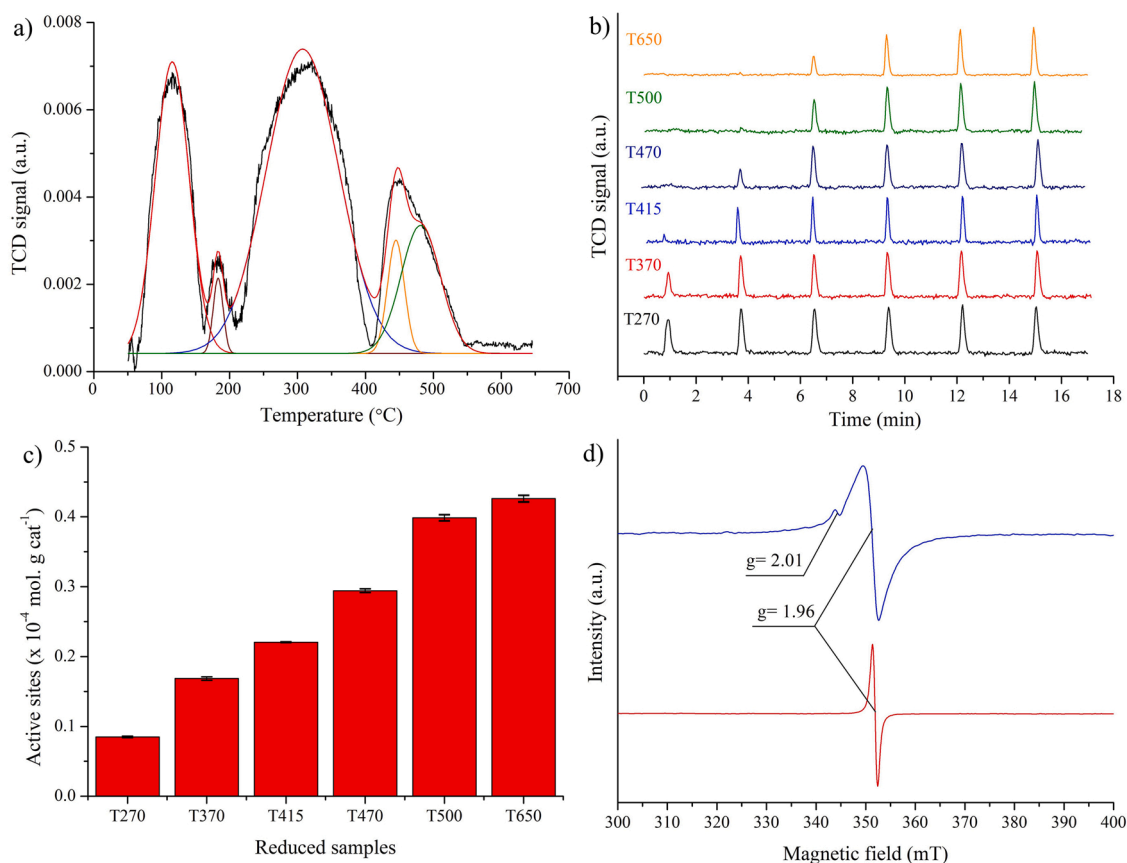 a)
TCD signal (a.u.)
0.008
0.006
0.004
0.002
0.000
0 100 200 300 400 500 600 700
Temperature (°C)
b)
TCD signal (a.u.)
T650
T500
T470
T415
T370
T270
0 2 4 6 8 10 12 14 16 18
Time (min)
c)
Active sites (x 10⁻⁴ mol. g cat⁻¹)
0.5
0.4
0.3
0.2
0.1
0.0
T270 T370 T415 T470 T500 T650
Reduced samples
d)
Intensity (a.u.)
g= 2.01
g= 1.96
300 310 320 330 340 350 360 370 380 390 400
Magnetic field (mT)